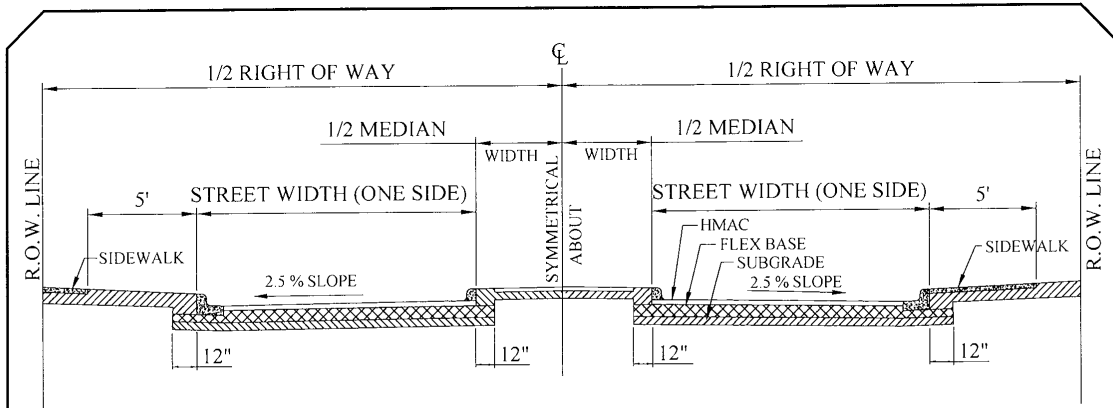 ℄
1/2 RIGHT OF WAY
1/2 RIGHT OF WAY
1/2 MEDIAN
1/2 MEDIAN
WIDTH
WIDTH
R.O.W. LINE
5'
STREET WIDTH (ONE SIDE)
SYMMETRICAL
ABOUT
STREET WIDTH (ONE SIDE)
5'
R.O.W. LINE
SIDEWALK
2.5 % SLOPE
HMAC
FLEX BASE
SUBGRADE
2.5 % SLOPE
SIDEWALK
12"
12"
12"
12"